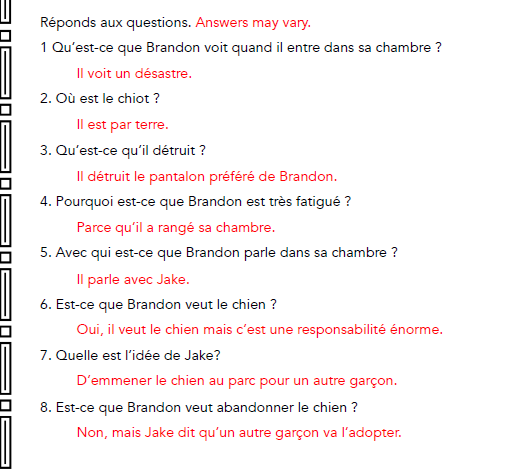 Réponds aux questions. Answers may vary.
1 Qu’est-ce que Brandon voit quand il entre dans sa chambre ?
Il voit un désastre.
2. Où est le chiot ?
Il est par terre.
3. Qu’est-ce qu’il détruit ?
Il détruit le pantalon préféré de Brandon.
4. Pourquoi est-ce que Brandon est très fatigué ?
Parce qu’il a rangé sa chambre.
5. Avec qui est-ce que Brandon parle dans sa chambre ?
Il parle avec Jake.
6. Est-ce que Brandon veut le chien ?
Oui, il veut le chien mais c’est une responsabilité énorme.
7. Quelle est l’idée de Jake?
D’emmener le chien au parc pour un autre garçon.
8. Est-ce que Brandon veut abandonner le chien ?
Non, mais Jake dit qu’un autre garçon va l’adopter.